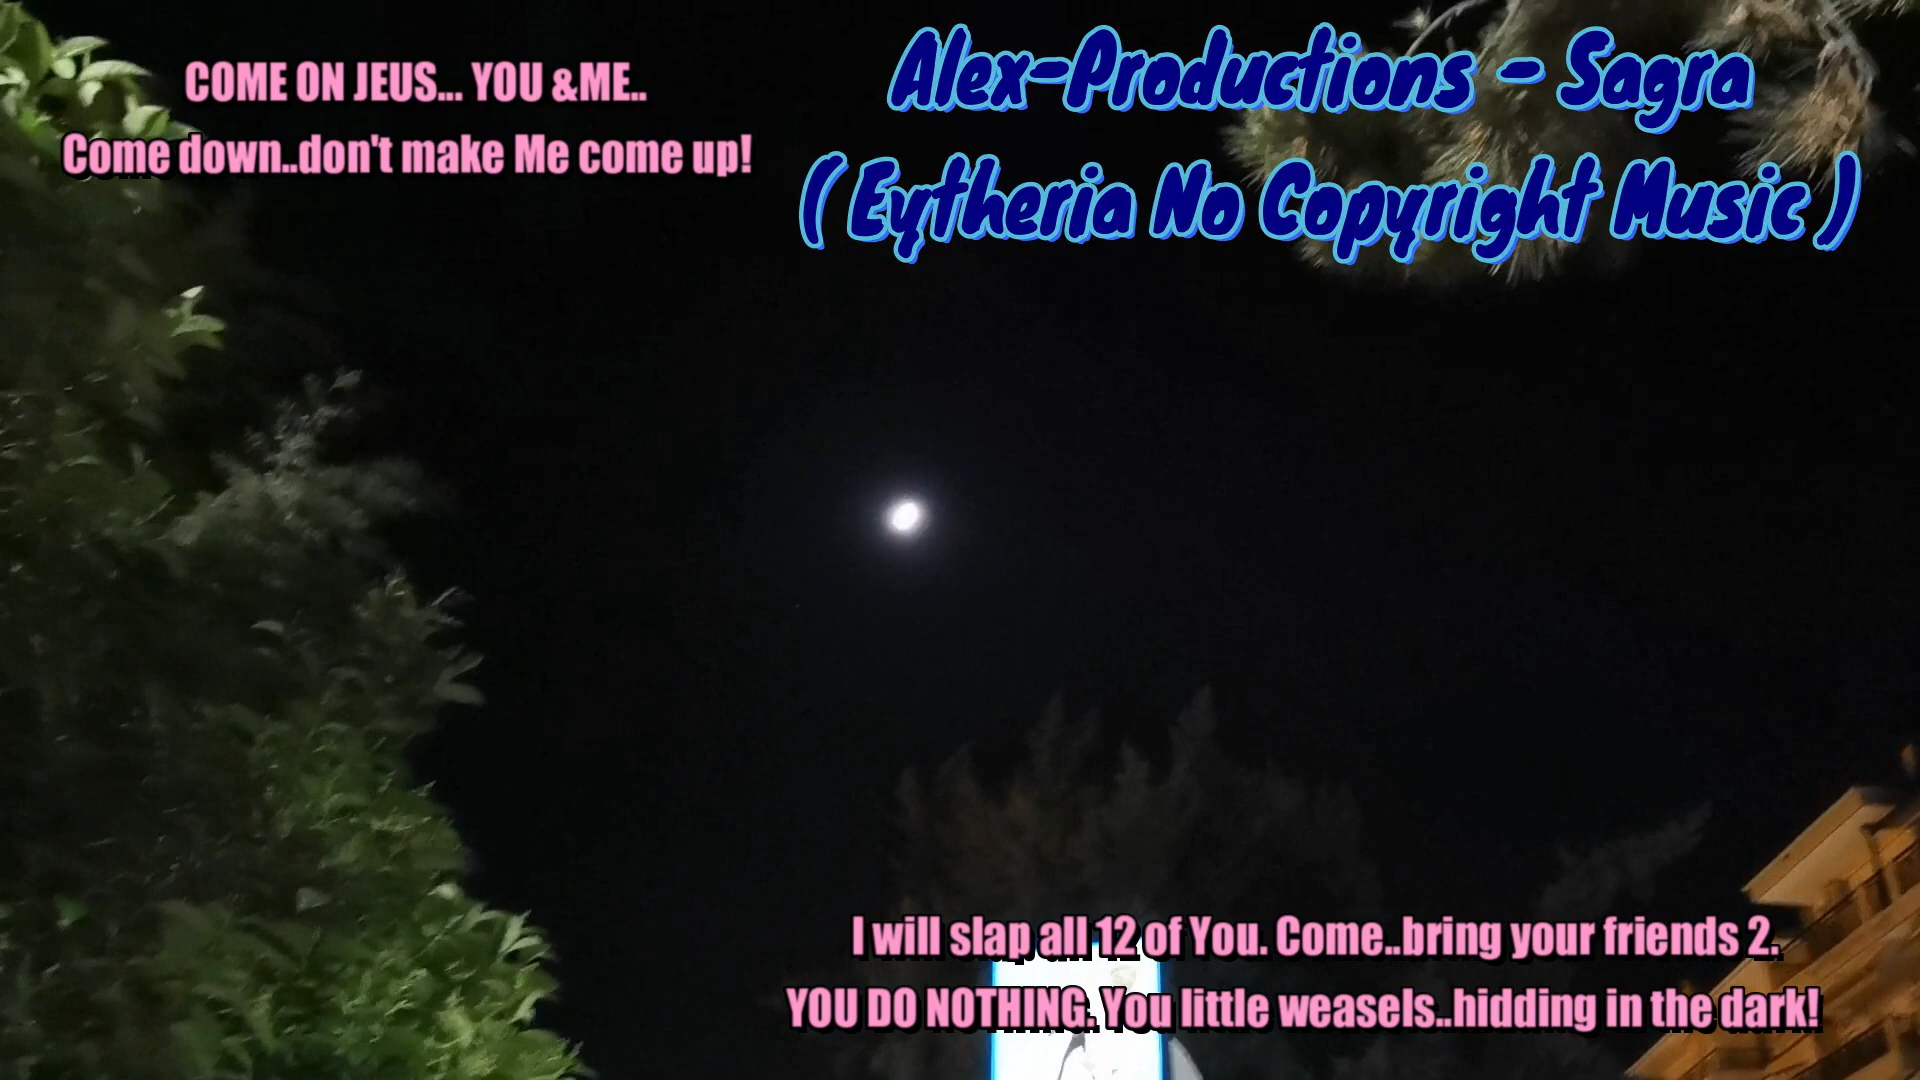 COME ON JEUS... YOU &ME..
Come down..don't make Me come up!
Alex-Productions - Sagra
( Eytheria No Copyright Music )
I will slap all 12 of You. Come..bring your friends 2.
YOU DO NOTHING. You little weasels..hidding in the dark!